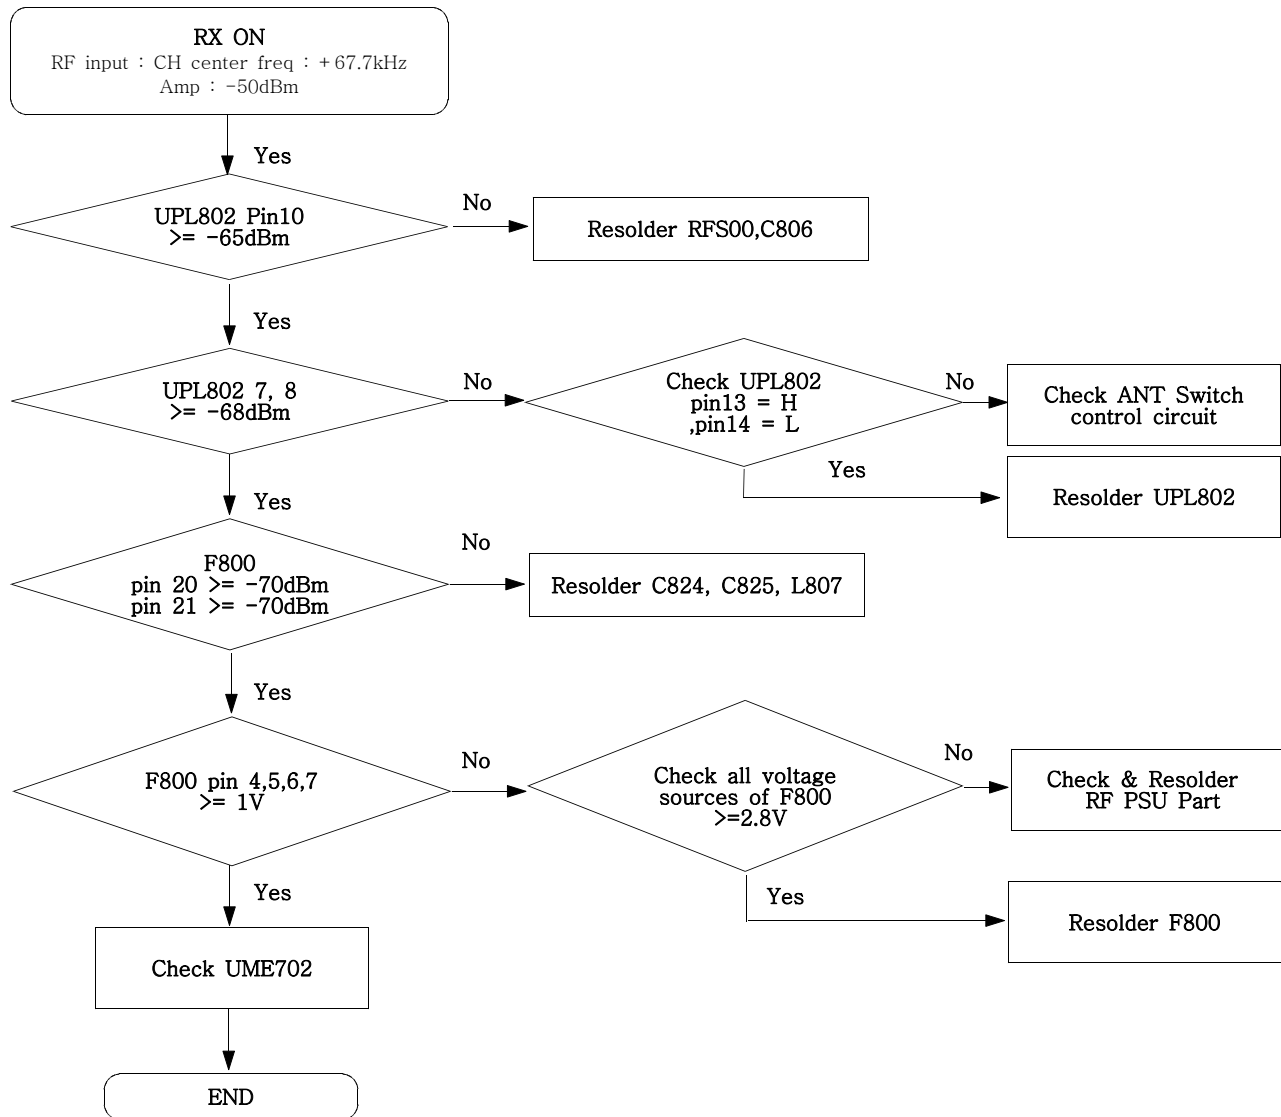 RX ON
RF input : CH center freq : +67.7kHz
Amp : -50dBm
Yes
UPL802 Pin10
>= -65dBm
No
Resolder RFS00,C806
Yes
UPL802 7, 8
>= -68dBm
No
Check UPL802
pin13 = H
,pin14 = L
No
Check ANT Switch
control circuit
Yes
Resolder UPL802
Yes
F800
pin 20 >= -70dBm
pin 21 >= -70dBm
No
Resolder C824, C825, L807
Yes
F800 pin 4,5,6,7
>= 1V
No
Check all voltage
sources of F800
>=2.8V
No
Check & Resolder
RF PSU Part
Yes
Resolder F800
Yes
Check UME702
END